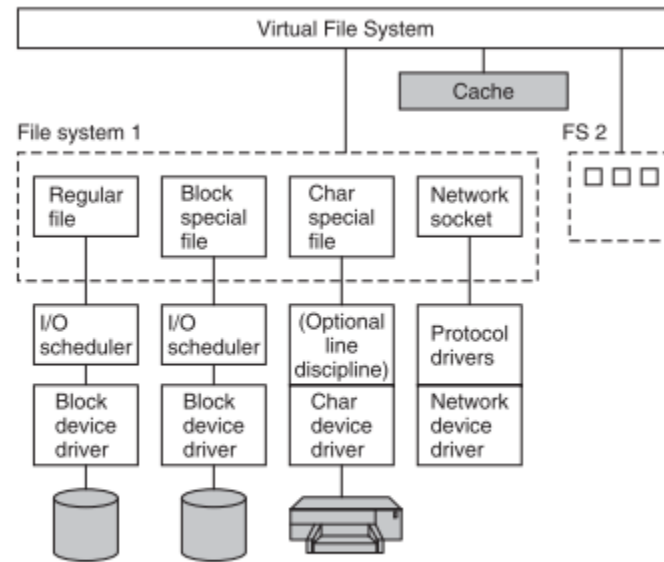 Virtual File System
Cache
File system 1
FS 2
Regular
file
Block
special
file
Char
special
file
Network
socket
I/O
scheduler
I/O
scheduler
(Optional
line
discipline)
Protocol
drivers
Block
device
driver
Block
device
driver
Char
device
driver
Network
device
driver